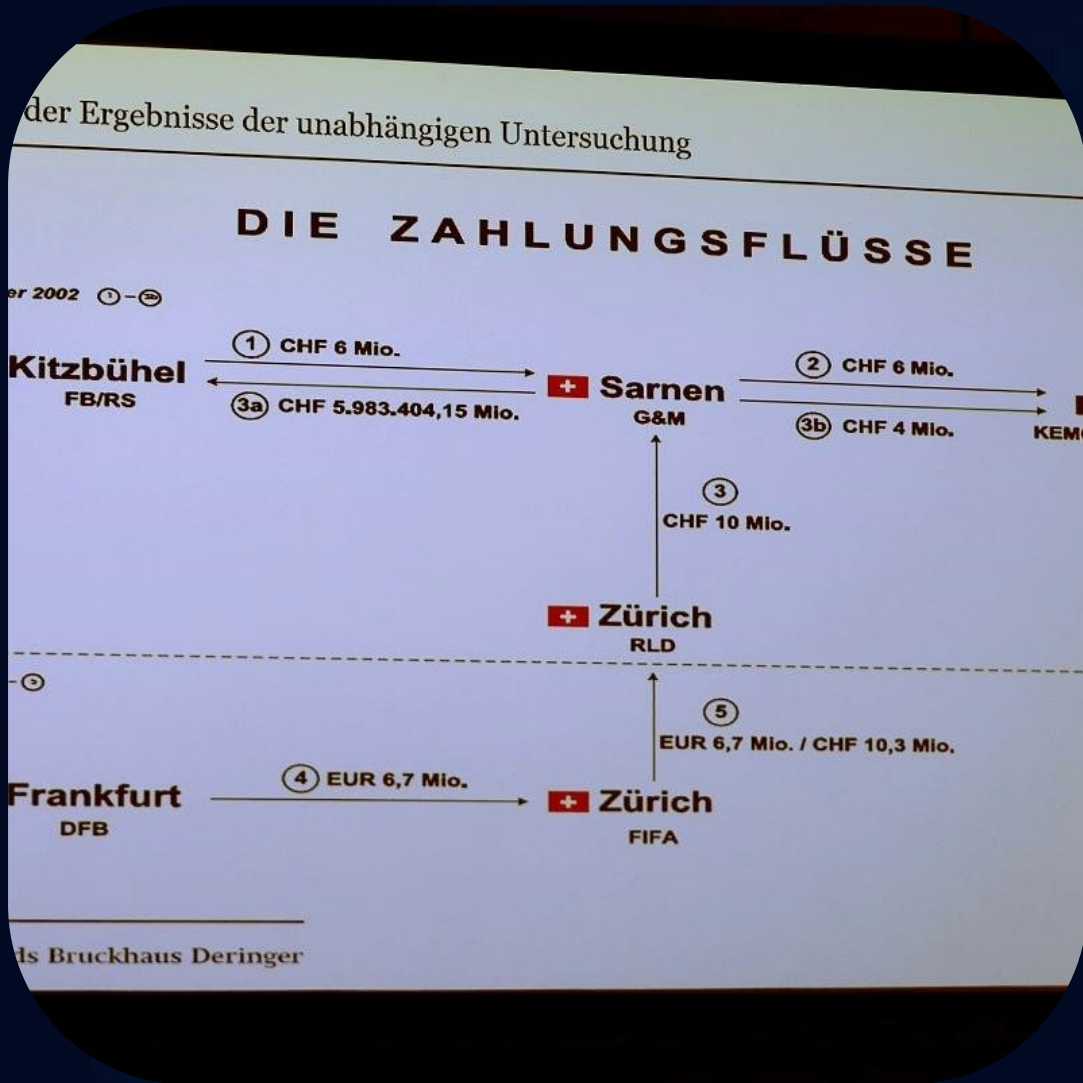 der Ergebnisse der unabhängigen Untersuchung
DIE ZAHLUNGSFLÜSSE
er 2002 1 - 3b
1 CHF 6 Mio.
2 CHF 6 Mio.
Kitzbühel
Sarnen
FB/RS
3a CHF 5.983.404,15 Mio.
G&M
3b CHF 4 Mio.
KEM
3
CHF 10 Mio.
Zürich
RLD
5
EUR 6,7 Mio. / CHF 10,3 Mio.
4 EUR 6,7 Mio.
Frankfurt
Zürich
DFB
FIFA
ds Bruckhaus Deringer